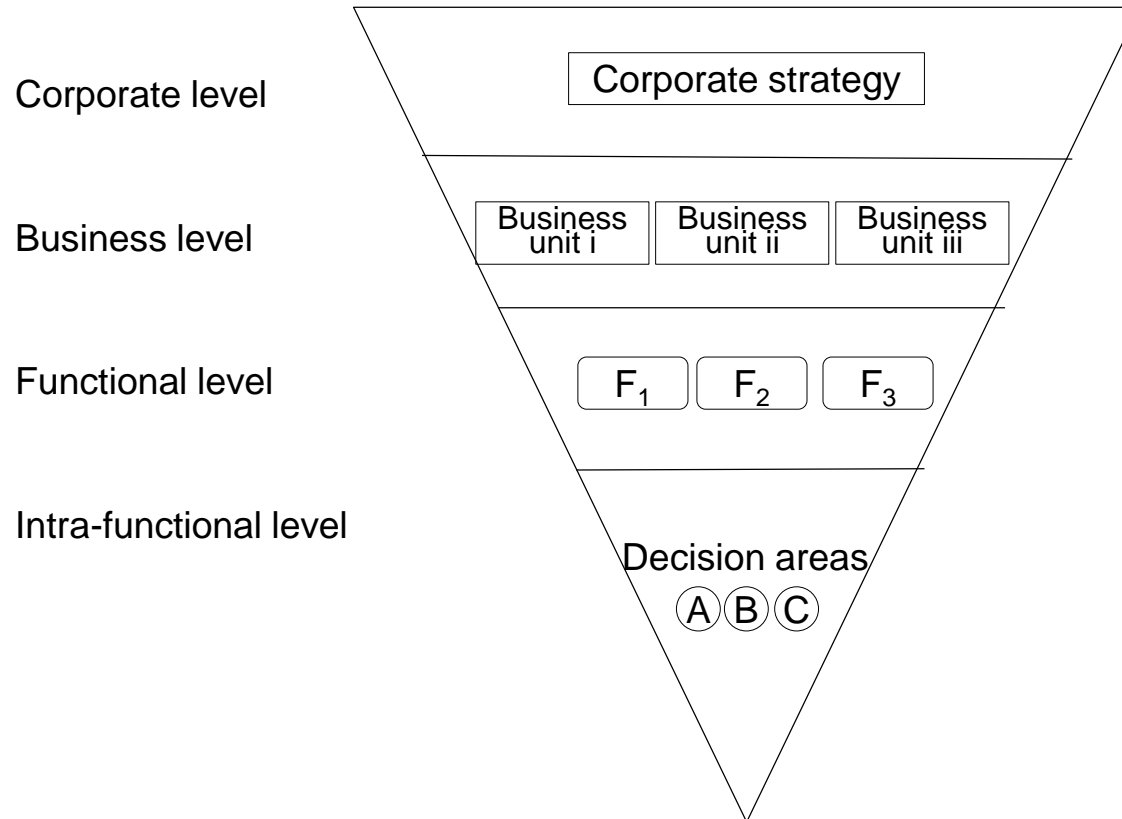 Corporate level
Corporate strategy
Business level
Business
unit i
Business
unit ii
Business
unit iii
Functional level
F₁
F₂
F₃
Intra-functional level
Decision areas
A B C